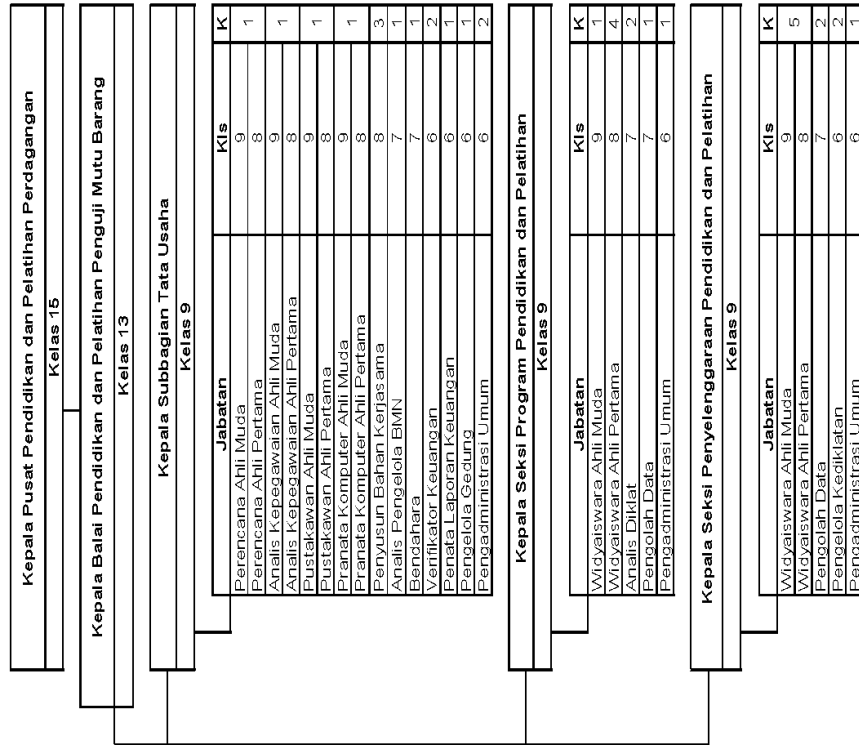 Kepala Pusat Pendidikan dan Pelatihan Perdagangan
Kelas 15
Kepala Balai Pendidikan dan Pelatihan Penguji Mutu Barang
Kelas 13
Kepala Subbagian Tata Usaha
Kelas 9
Jabatan Kls K
Perencana Ahli Muda 9 1
Perencana Ahli Pertama 8
Analis Kepegawaian Ahli Muda 9 1
Analis Kepegawaian Ahli Pertama 8
Pustakawan Ahli Muda 9 1
Pustakawan Ahli Pertama 8
Pranata Komputer Ahli Muda 9 1
Pranata Komputer Ahli Pertama 8
Penyusun Bahan Kerjasama 8 3
Analis Pengelola BMN 7 1
Bendahara 7 1
Verifikator Keuangan 6 2
Penata Laporan Keuangan 6 1
Pengelola Gedung 6 1
Pengadministrasi Umum 6 2
Kepala Seksi Program Pendidikan dan Pelatihan
Kelas 9
Jabatan Kls K
Widyaiswara Ahli Muda 9 1
Widyaiswara Ahli Pertama 8 4
Analis Diklat 7 2
Pengolah Data 7 1
Pengadministrasi Umum 6 1
Kepala Seksi Penyelenggaraan Pendidikan dan Pelatihan
Kelas 9
Jabatan Kls K
Widyaiswara Ahli Muda 9 5
Widyaiswara Ahli Pertama 8
Pengolah Data 7 2
Pengelola Kediklatan 6 2
Pengadministrasi Umum 6 1